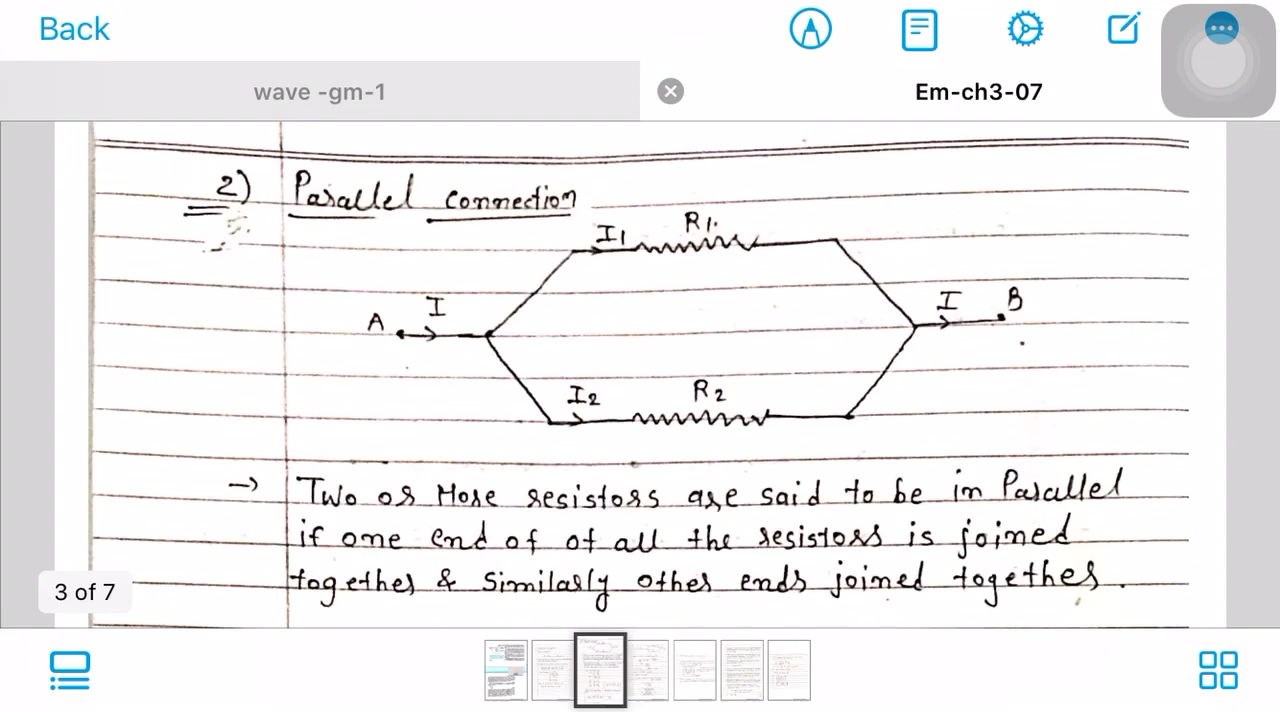 Back
wave -gm-1
Em-ch3-07
2) Parallel connection
I1 R1
A I I B
I2 R2
→ Two or More resistors are said to be in Parallel
if one end of of all the resistors is joined
together & Similarly other ends joined together.
3 of 7